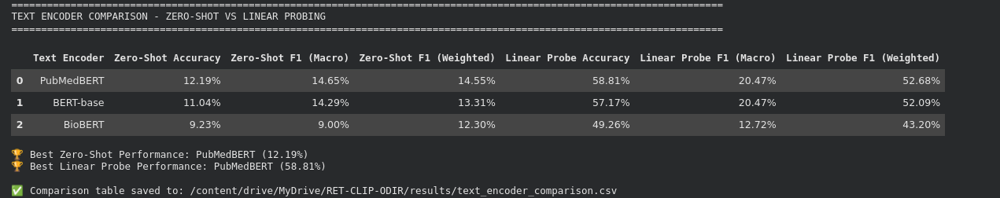 ========================================================================================================================
TEXT ENCODER COMPARISON - ZERO-SHOT VS LINEAR PROBING
========================================================================================================================
Text Encoder Zero-Shot Accuracy Zero-Shot F1 (Macro) Zero-Shot F1 (Weighted) Linear Probe Accuracy Linear Probe F1 (Macro) Linear Probe F1 (Weighted)
0 PubMedBERT 12.19% 14.65% 14.55% 58.81% 20.47% 52.68%
1 BERT-base 11.04% 14.29% 13.31% 57.17% 20.47% 52.09%
2 BioBERT 9.23% 9.00% 12.30% 49.26% 12.72% 43.20%
🏆 Best Zero-Shot Performance: PubMedBERT (12.19%)
🏆 Best Linear Probe Performance: PubMedBERT (58.81%)
✅ Comparison table saved to: /content/drive/MyDrive/RET-CLIP-ODIR/results/text_encoder_comparison.csv